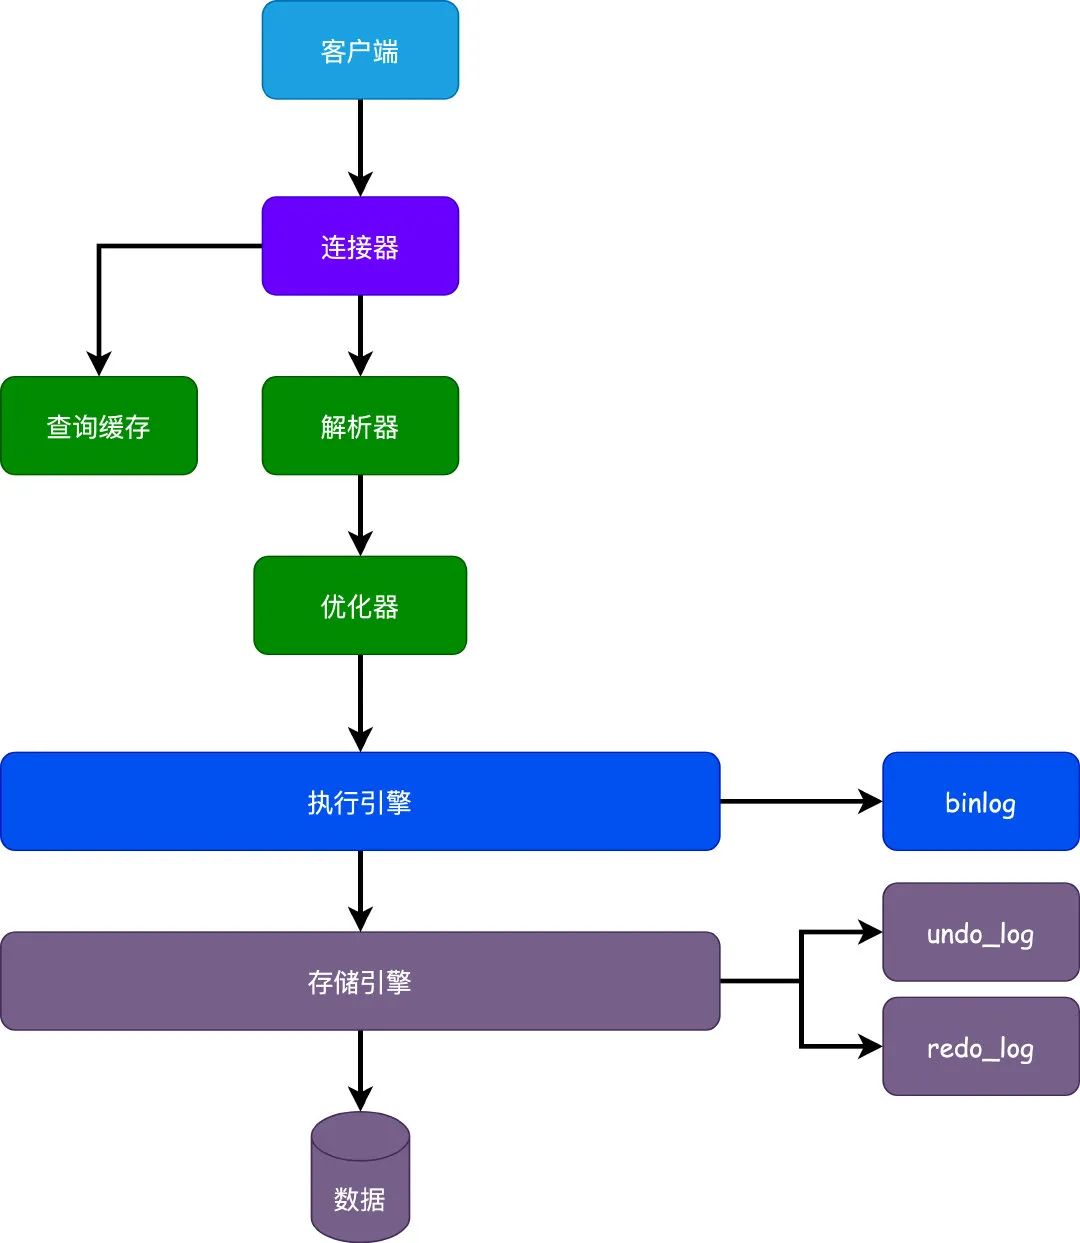 客户端
连接器
查询缓存
解析器
优化器
执行引擎
binlog
undo_log
存储引擎
redo_log
数据